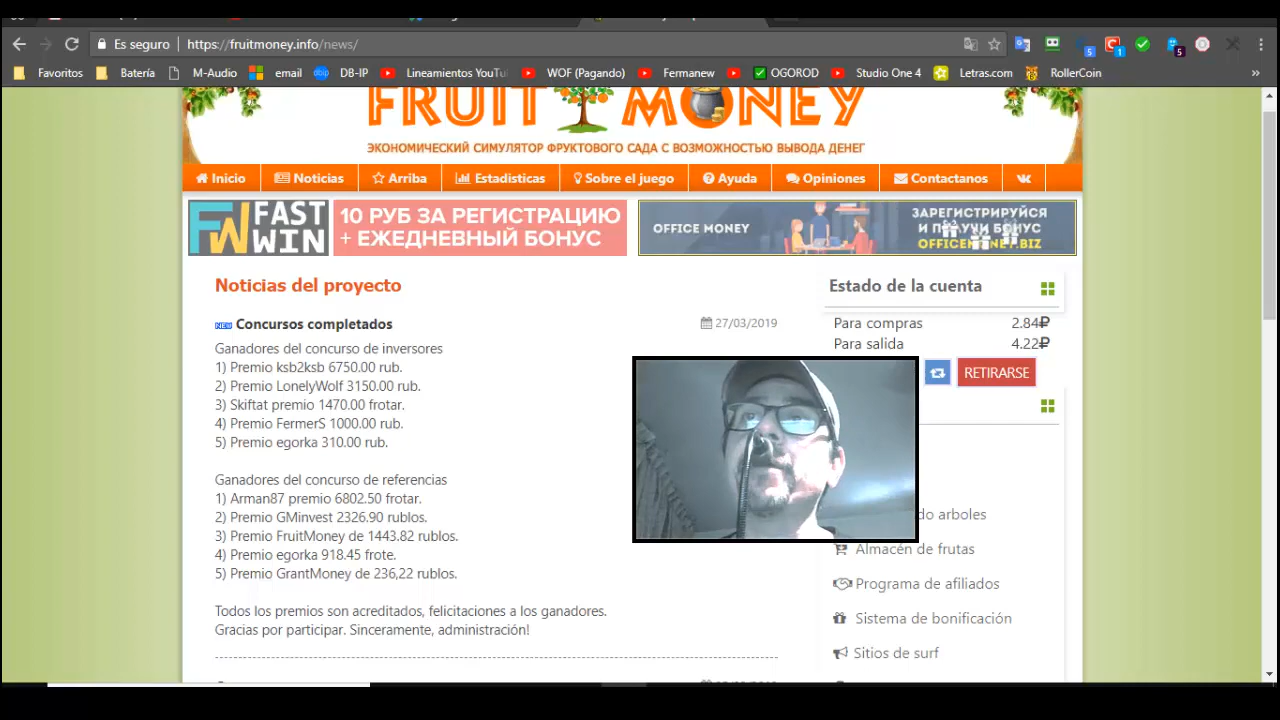 Es seguro | https://fruitmoney.info/news/
5 1 5
Favoritos Batería M-Audio email DB-IP Lineamientos YouTu WOF (Pagando) Fermanew OGOROD Studio One 4 Letras.com RollerCoin »
FRUIT MONEY
ЭКОНОМИЧЕСКИЙ СИМУЛЯТОР ФРУКТОВОГО САДА С ВОЗМОЖНОСТЬЮ ВЫВОДА ДЕНЕГ
Inicio Noticias Arriba Estadisticas Sobre el juego Ayuda Opiniones Contactanos
FW FAST WIN
10 РУБ ЗА РЕГИСТРАЦИЮ
+ ЕЖЕДНЕВНЫЙ БОНУС
OFFICE MONEY
ЗАРЕГИСТРИРУЙСЯ
И ПОЛУЧИ БОНУС
OFFICEMONEY.BIZ
Noticias del proyecto
NEW Concursos completados 27/03/2019
Ganadores del concurso de inversores
1) Premio ksb2ksb 6750.00 rub.
2) Premio LonelyWolf 3150.00 rub.
3) Skiftat premio 1470.00 frotar.
4) Premio FermerS 1000.00 rub.
5) Premio egorka 310.00 rub.
Ganadores del concurso de referencias
1) Arman87 premio 6802.50 frotar.
2) Premio GMinvest 2326.90 rublos.
3) Premio FruitMoney de 1443.82 rublos.
4) Premio egorka 918.45 frote.
5) Premio GrantMoney de 236,22 rublos.
Todos los premios son acreditados, felicitaciones a los ganadores.
Gracias por participar. Sinceramente, administración!
Estado de la cuenta
Para compras 2.84₽
Para salida 4.22₽
RETIRARSE
do arboles
Almacén de frutas
Programa de afiliados
Sistema de bonificación
Sitios de surf